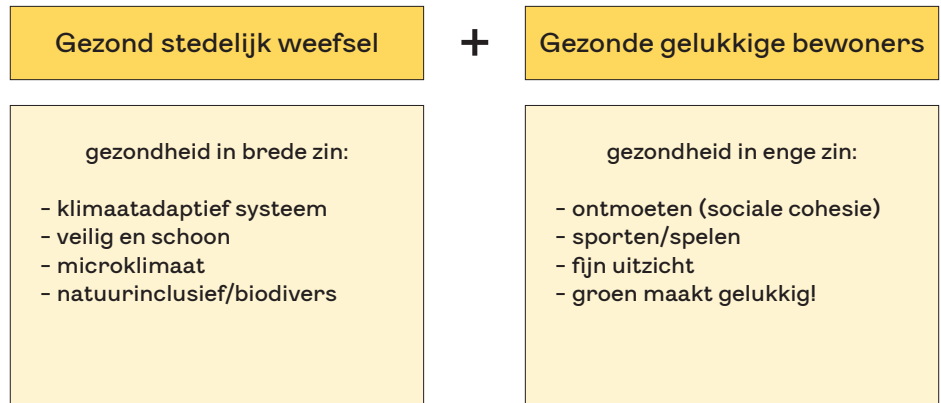 Gezond stedelijk weefsel
+
Gezonde gelukkige bewoners
gezondheid in brede zin:
- klimaatadaptief systeem
- veilig en schoon
- microklimaat
- natuurinclusief/biodivers
gezondheid in enge zin:
- ontmoeten (sociale cohesie)
- sporten/spelen
- fijn uitzicht
- groen maakt gelukkig!